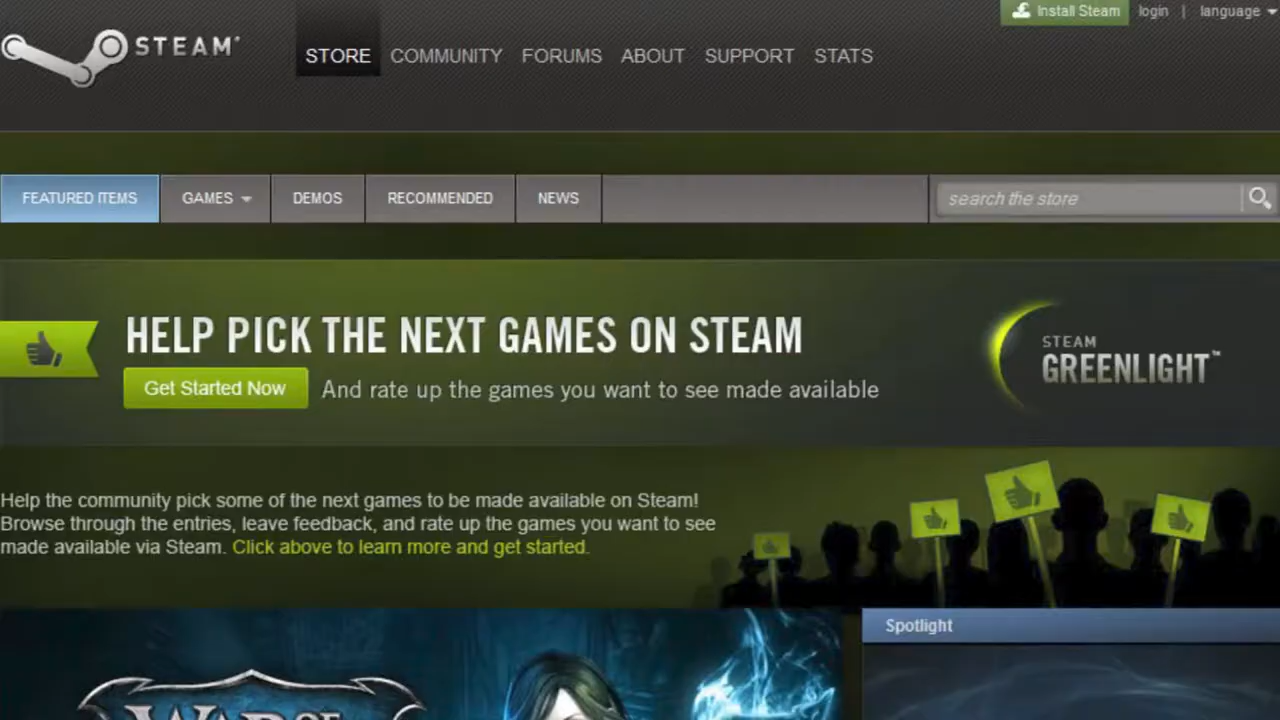 Install Steam login | language
STEAM
STORE COMMUNITY FORUMS ABOUT SUPPORT STATS
FEATURED ITEMS GAMES DEMOS RECOMMENDED NEWS search the store
HELP PICK THE NEXT GAMES ON STEAM
Get Started Now And rate up the games you want to see made available
STEAM
GREENLIGHT™
Help the community pick some of the next games to be made available on Steam!
Browse through the entries, leave feedback, and rate up the games you want to see
made available via Steam. Click above to learn more and get started.
Spotlight
WAR OF